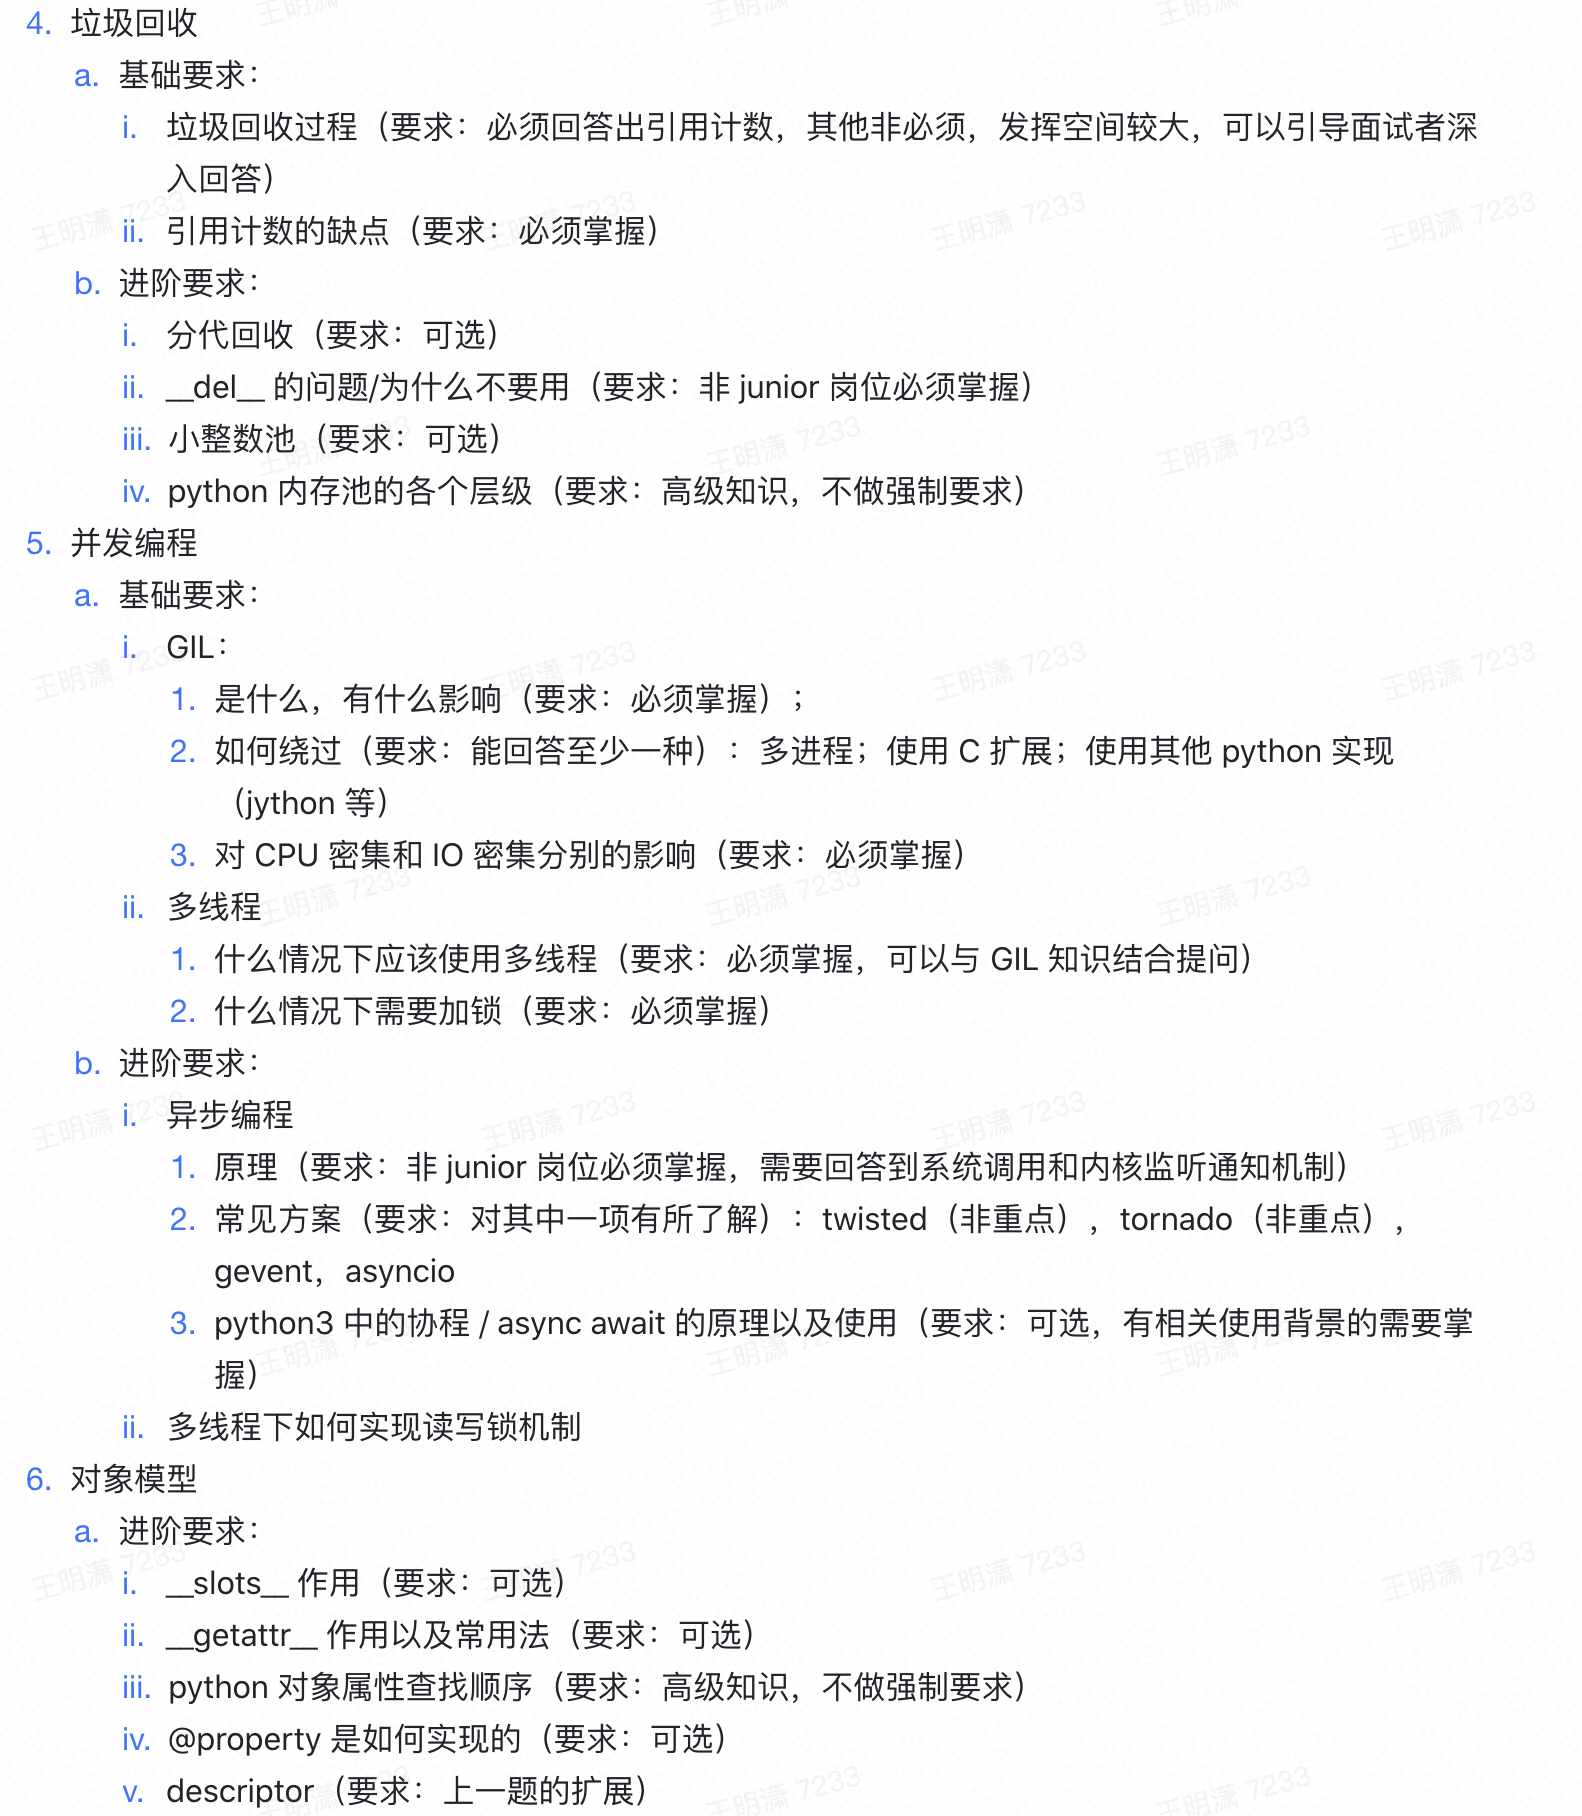 4. 垃圾回收
a. 基础要求：
i. 垃圾回收过程（要求：必须回答出引用计数，其他非必须，发挥空间较大，可以引导面试者深
入回答）
ii. 引用计数的缺点（要求：必须掌握）
b. 进阶要求：
i. 分代回收（要求：可选）
ii. __del__ 的问题/为什么不要用（要求：非 junior 岗位必须掌握）
iii. 小整数池（要求：可选）
iv. python 内存池的各个层级（要求：高级知识，不做强制要求）
5. 并发编程
a. 基础要求：
i. GIL：
1. 是什么，有什么影响（要求：必须掌握）；
2. 如何绕过（要求：能回答至少一种）：多进程；使用 C 扩展；使用其他 python 实现
（jython 等）
3. 对 CPU 密集和 IO 密集分别的影响（要求：必须掌握）
ii. 多线程
1. 什么情况下应该使用多线程（要求：必须掌握，可以与 GIL 知识结合提问）
2. 什么情况下需要加锁（要求：必须掌握）
b. 进阶要求：
i. 异步编程
1. 原理（要求：非 junior 岗位必须掌握，需要回答到系统调用和内核监听通知机制）
2. 常见方案（要求：对其中一项有所了解）：twisted（非重点），tornado（非重点），
gevent，asyncio
3. python3 中的协程 / async await 的原理以及使用（要求：可选，有相关使用背景的需要掌
握）
ii. 多线程下如何实现读写锁机制
6. 对象模型
a. 进阶要求：
i. __slots__ 作用（要求：可选）
ii. __getattr__ 作用以及常用法（要求：可选）
iii. python 对象属性查找顺序（要求：高级知识，不做强制要求）
iv. @property 是如何实现的（要求：可选）
v. descriptor（要求：上一题的扩展）
王明潇 7233